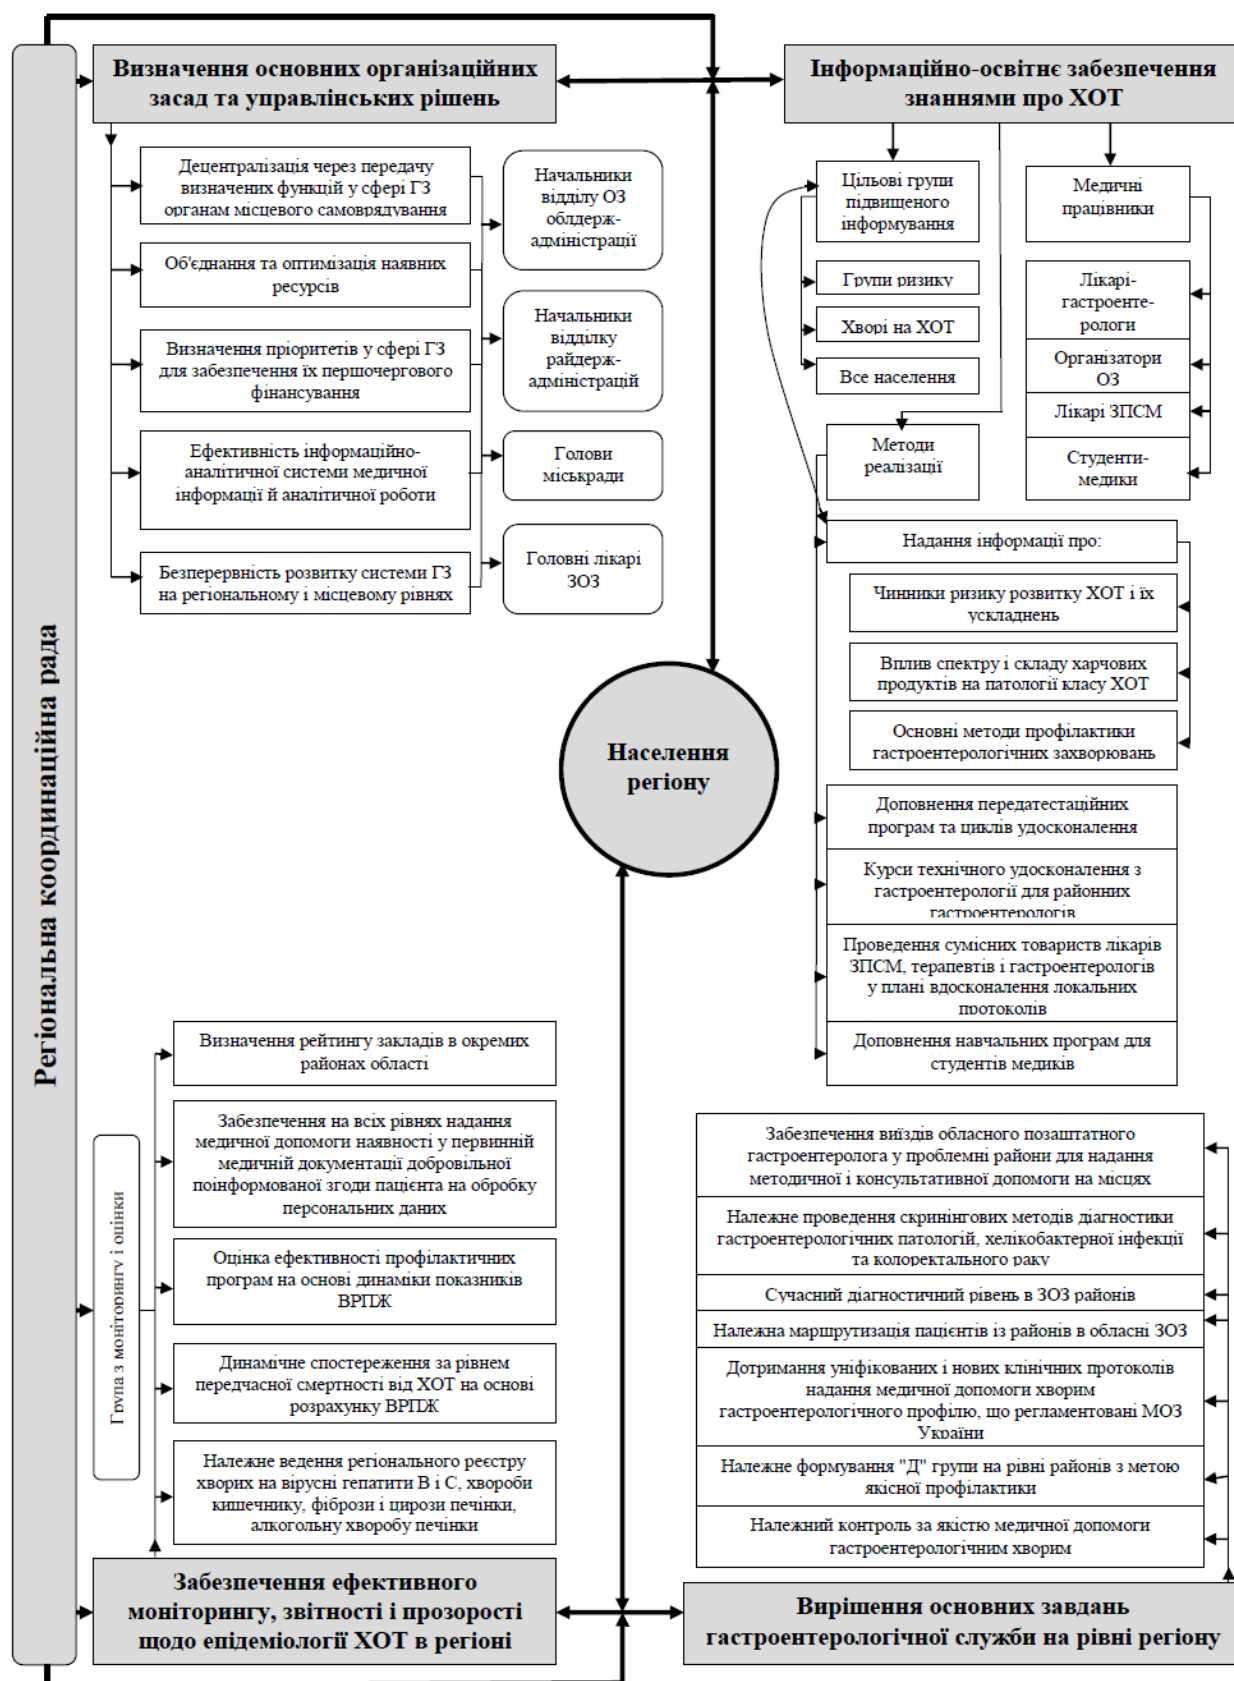 Регіональна координаційна рада
Визначення основних організаційних
засад та управлінських рішень
Децентралізація через передачу
визначених функцій у сфері ГЗ
органам місцевого самоврядування
Об'єднання та оптимізація наявних
ресурсів
Визначення пріоритетів у сфері ГЗ
для забезпечення їх першочергового
фінансування
Ефективність інформаційно-
аналітичної системи медичної
інформації й аналітичної роботи
Безперервність розвитку системи ГЗ
на регіональному і місцевому рівнях
Начальники
відділу ОЗ
облдерж-
адміністрації
Начальники
відділку
райдерж-
адміністрацій
Голови
міськради
Головні лікарі
ЗОЗ
Інформаційно-освітнє забезпечення
знаннями про ХОТ
Цільові групи
підвищеного
інформування
Групи ризику
Хворі на ХОТ
Все населення
Медичні
працівники
Лікарі-
гастроенте-
рологи
Організатори
ОЗ
Лікарі ЗПСМ
Студенти-
медики
Методи
реалізації
Надання інформації про:
Чинники ризику розвитку ХОТ і їх
ускладнень
Вплив спектру і складу харчових
продуктів на патології класу ХОТ
Основні методи профілактики
гастроентерологічних захворювань
Доповнення передатестаційних
програм та циклів удосконалення
Курси технічного удосконалення з
гастроентерології для районних
гастроентерологів
Проведення сумісних товариств лікарів
ЗПСМ, терапевтів і гастроентерологів
у плані вдосконалення локальних
протоколів
Доповнення навчальних програм для
студентів медиків
Населення
регіону
Група з моніторингу і оцінки
Визначення рейтингу закладів в окремих
районах області
Забезпечення на всіх рівнях надання
медичної допомоги наявності у первинній
медичній документації добровільної
поінформованої згоди пацієнта на обробку
персональних даних
Оцінка ефективності профілактичних
програм на основі динаміки показників
ВРПЖ
Динамічне спостереження за рівнем
передчасної смертності від ХОТ на основі
розрахунку ВРПЖ
Належне ведення регіонального реєстру
хворих на вірусні гепатити В і С, хвороби
кишечнику, фібрози і цирози печінки,
алкогольну хворобу печінки
Забезпечення ефективного
моніторингу, звітності і прозорості
щодо епідеміології ХОТ в регіоні
Забезпечення виїздів обласного позаштатного
гастроентеролога у проблемні райони для надання
методичної і консультативної допомоги на місцях
Належне проведення скринінгових методів діагностики
гастроентерологічних патологій, хелікобактерної інфекції
та колоректального раку
Сучасний діагностичний рівень в ЗОЗ районів
Належна маршрутизація пацієнтів із районів в обласні ЗОЗ
Дотримання уніфікованих і нових клінічних протоколів
надання медичної допомоги хворим
гастроентерологічного профілю, що регламентовані МОЗ
України
Належне формування "Д" групи на рівні районів з метою
якісної профілактики
Належний контроль за якістю медичної допомоги
гастроентерологічним хворим
Вирішення основних завдань
гастроентерологічної служби на рівні регіону